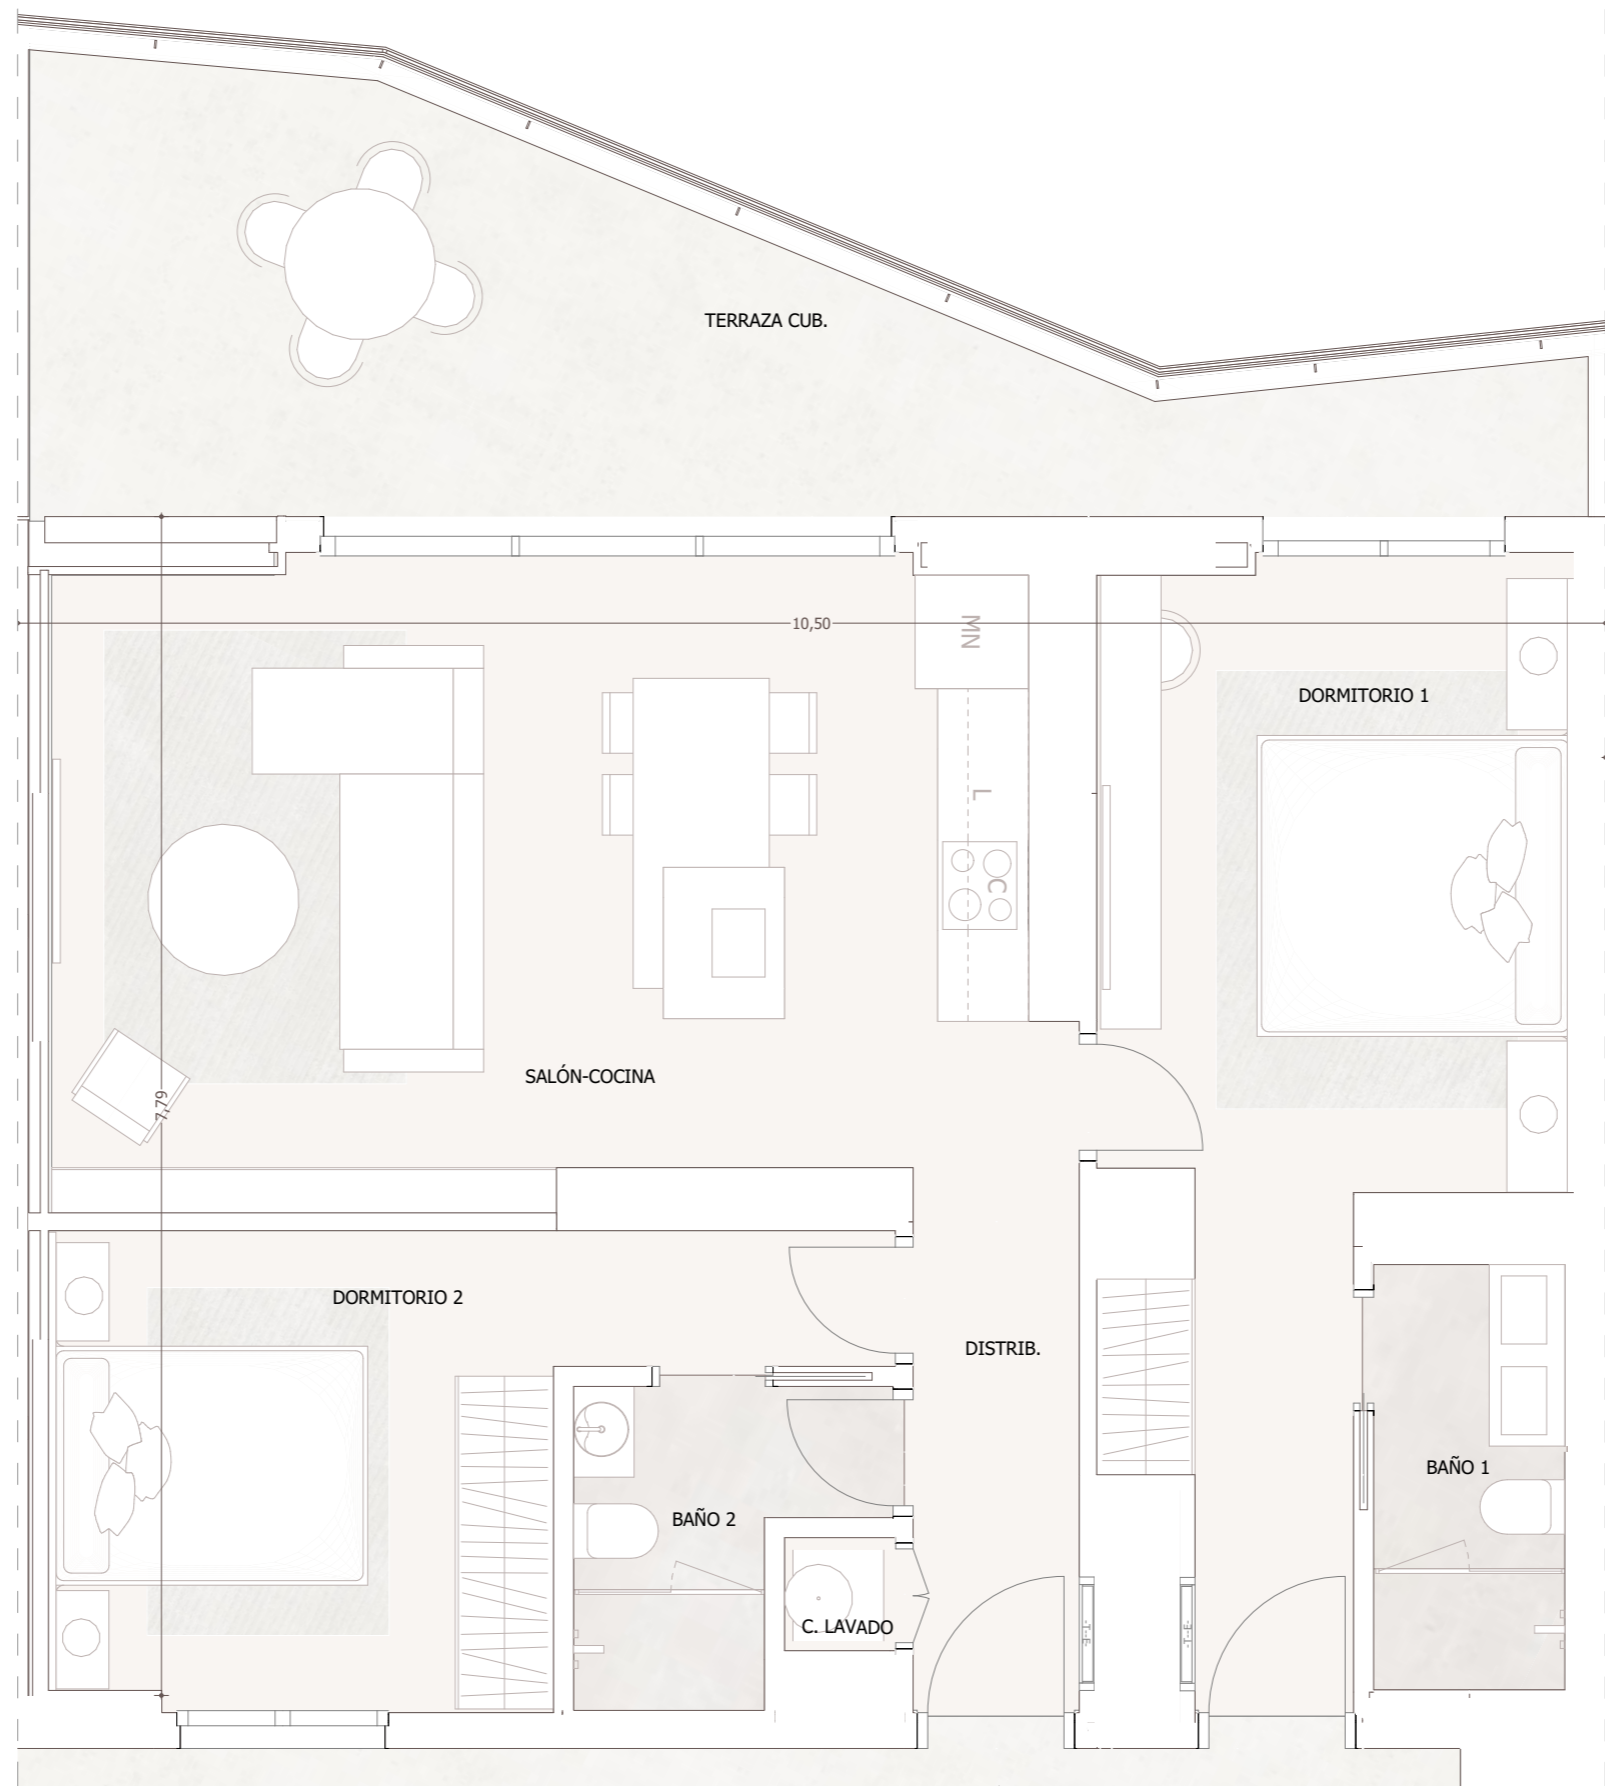 TERRAZA CUB.
10,50
MN
DORMITORIO 1
L
C
SALÓN-COCINA
7,79
DORMITORIO 2
DISTRIB.
BAÑO 1
BAÑO 2
C. LAVADO
-T-E-
-T-E-